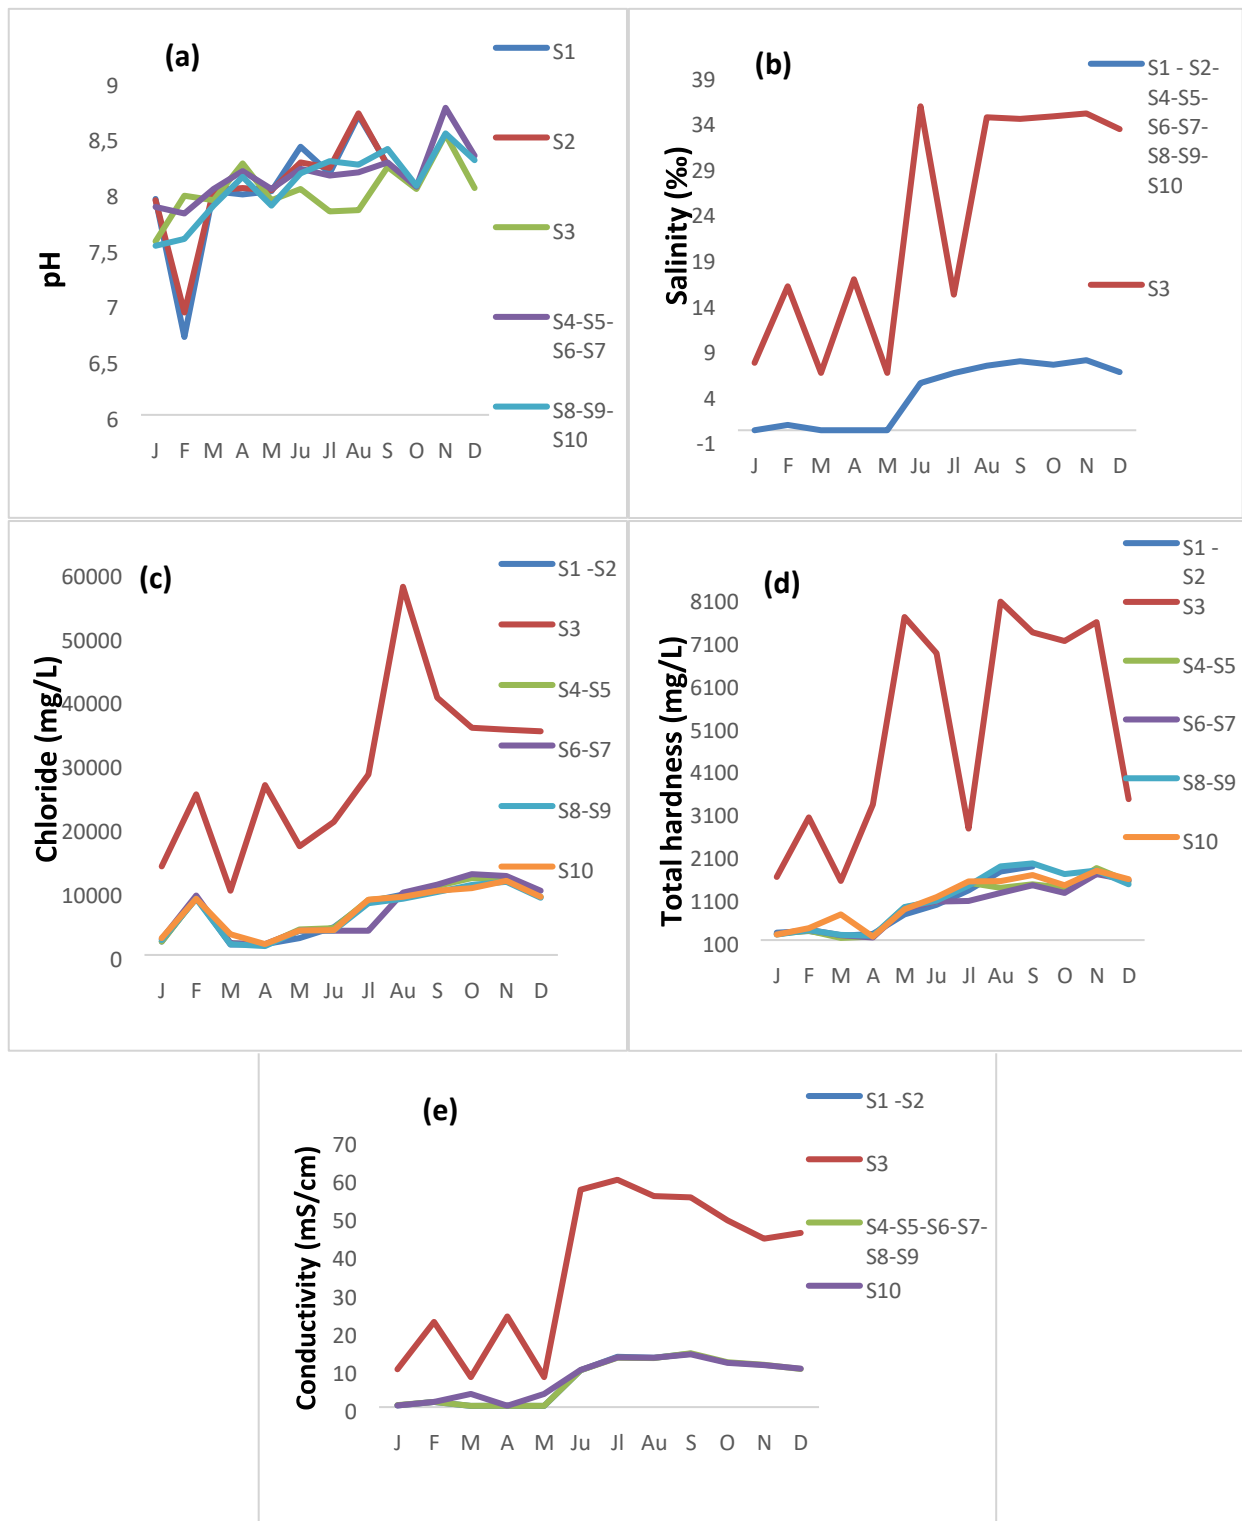 (a)
pH
9
8,5
8
7,5
7
6,5
6
J F M A M Ju Jl Au S O N D
S1
S2
S3
S4-S5-
S6-S7
S8-S9-
S10
(b)
Salinity (‰)
39
34
29
24
19
14
9
4
-1
J F M A M Ju Jl Au S O N D
S1 - S2-
S4-S5-
S6-S7-
S8-S9-
S10
S3
(c)
Chloride (mg/L)
60000
50000
40000
30000
20000
10000
0
J F M A M Ju Jl Au S O N D
S1 -S2
S3
S4-S5
S6-S7
S8-S9
S10
(d)
Total hardness (mg/L)
8100
7100
6100
5100
4100
3100
2100
1100
100
J F M A M Ju Jl Au S O N D
S1 -
S2
S3
S4-S5
S6-S7
S8-S9
S10
(e)
Conductivity (mS/cm)
70
60
50
40
30
20
10
0
J F M A M Ju Jl Au S O N D
S1 -S2
S3
S4-S5-S6-S7-
S8-S9
S10